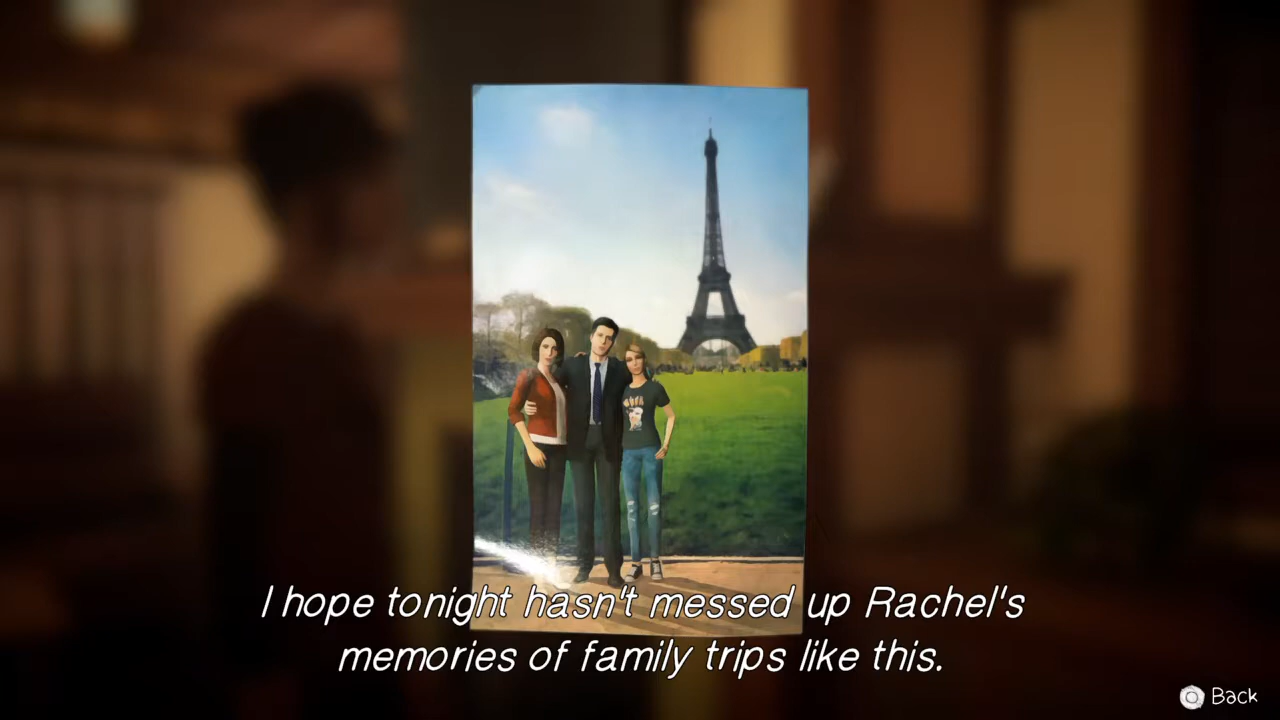 I hope tonight hasn't messed up Rachel's
memories of family trips like this.
Back